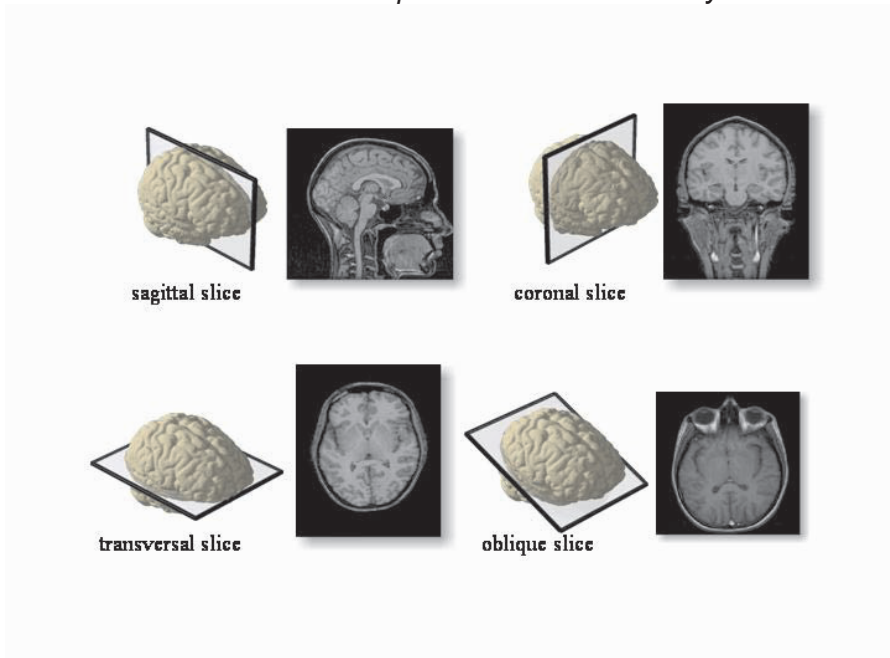 sagittal slice
coronal slice
transversal slice
oblique slice